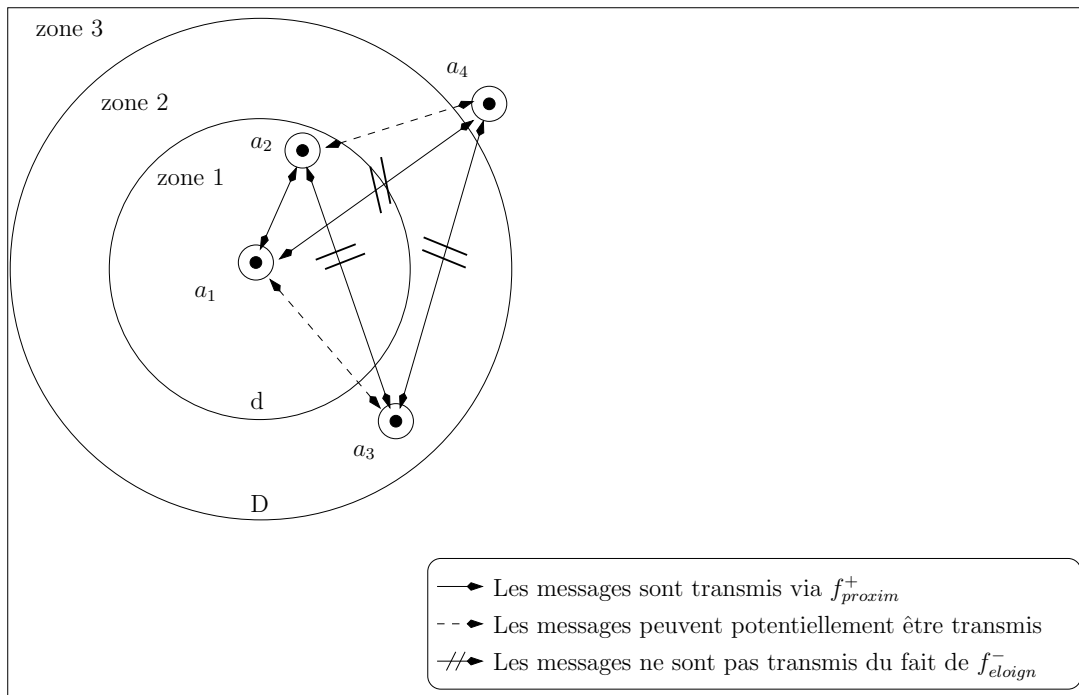 zone 3
a4
zone 2
a2
zone 1
a1
d
a3
D
Les messages sont transmis via f+proxim
Les messages peuvent potentiellement être transmis
Les messages ne sont pas transmis du fait de f−eloign